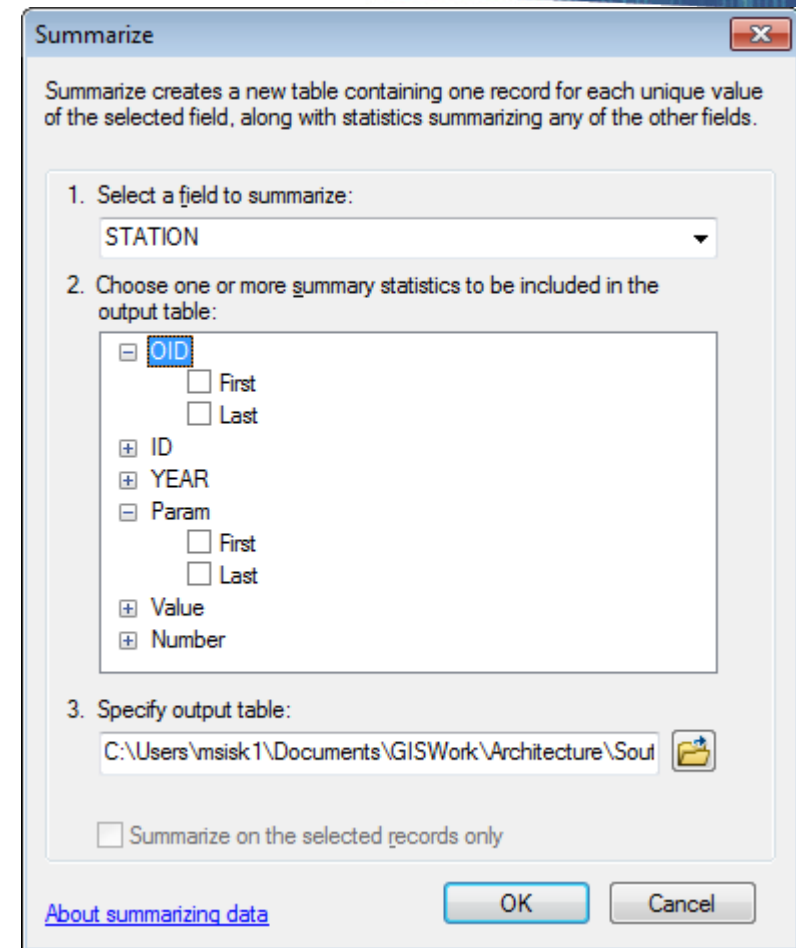 Summarize
Summarize creates a new table containing one record for each unique value
of the selected field, along with statistics summarizing any of the other fields.
1. Select a field to summarize:
STATION
2. Choose one or more summary statistics to be included in the
output table:
OID
First
Last
ID
YEAR
Param
First
Last
Value
Number
3. Specify output table:
C:\Users\msisk1\Documents\GISWork\Architecture\Sout
Summarize on the selected records only
About summarizing data
OK
Cancel